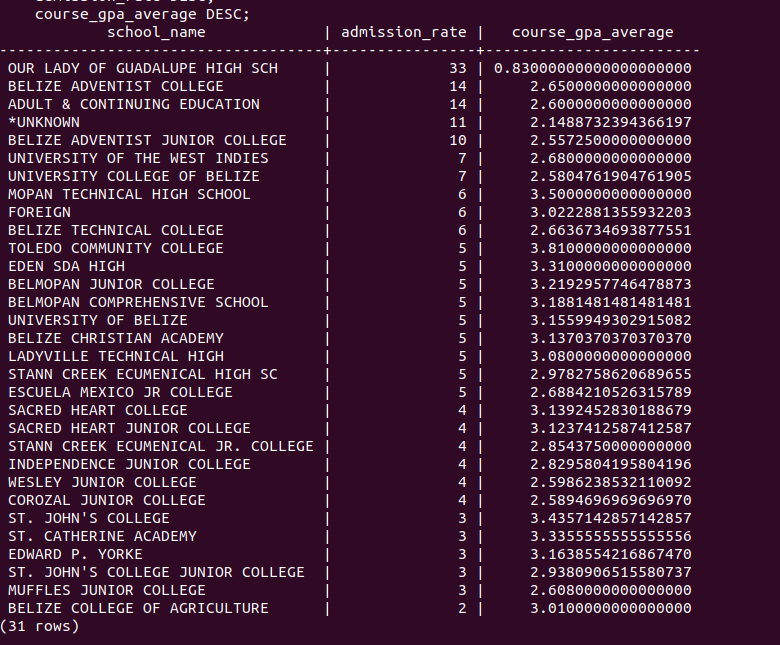 course_gpa_average DESC;
school_name | admission_rate | course_gpa_average
------------------------------------+----------------+------------------------
OUR LADY OF GUADALUPE HIGH SCH | 33 | 0.83000000000000000000
BELIZE ADVENTIST COLLEGE | 14 | 2.6500000000000000
ADULT & CONTINUING EDUCATION | 14 | 2.6000000000000000
*UNKNOWN | 11 | 2.1488732394366197
BELIZE ADVENTIST JUNIOR COLLEGE | 10 | 2.5572500000000000
UNIVERSITY OF THE WEST INDIES | 7 | 2.6800000000000000
UNIVERSITY COLLEGE OF BELIZE | 7 | 2.5804761904761905
MOPAN TECHNICAL HIGH SCHOOL | 6 | 3.5000000000000000
FOREIGN | 6 | 3.0222881355932203
BELIZE TECHNICAL COLLEGE | 6 | 2.6636734693877551
TOLEDO COMMUNITY COLLEGE | 5 | 3.8100000000000000
EDEN SDA HIGH | 5 | 3.3100000000000000
BELMOPAN JUNIOR COLLEGE | 5 | 3.2192957746478873
BELMOPAN COMPREHENSIVE SCHOOL | 5 | 3.1881481481481481
UNIVERSITY OF BELIZE | 5 | 3.1559949302915082
BELIZE CHRISTIAN ACADEMY | 5 | 3.1370370370370370
LADYVILLE TECHNICAL HIGH | 5 | 3.0800000000000000
STANN CREEK ECUMENICAL HIGH SC | 5 | 2.9782758620689655
ESCUELA MEXICO JR COLLEGE | 5 | 2.6884210526315789
SACRED HEART COLLEGE | 4 | 3.1392452830188679
SACRED HEART JUNIOR COLLEGE | 4 | 3.1237412587412587
STANN CREEK ECUMENICAL JR. COLLEGE | 4 | 2.8543750000000000
INDEPENDENCE JUNIOR COLLEGE | 4 | 2.8295804195804196
WESLEY JUNIOR COLLEGE | 4 | 2.5986238532110092
COROZAL JUNIOR COLLEGE | 4 | 2.5894696969696970
ST. JOHN'S COLLEGE | 3 | 3.4357142857142857
ST. CATHERINE ACADEMY | 3 | 3.3355555555555556
EDWARD P. YORKE | 3 | 3.1638554216867470
ST. JOHN'S COLLEGE JUNIOR COLLEGE | 3 | 2.9380906515580737
MUFFLES JUNIOR COLLEGE | 3 | 2.6080000000000000
BELIZE COLLEGE OF AGRICULTURE | 2 | 3.0100000000000000
(31 rows)